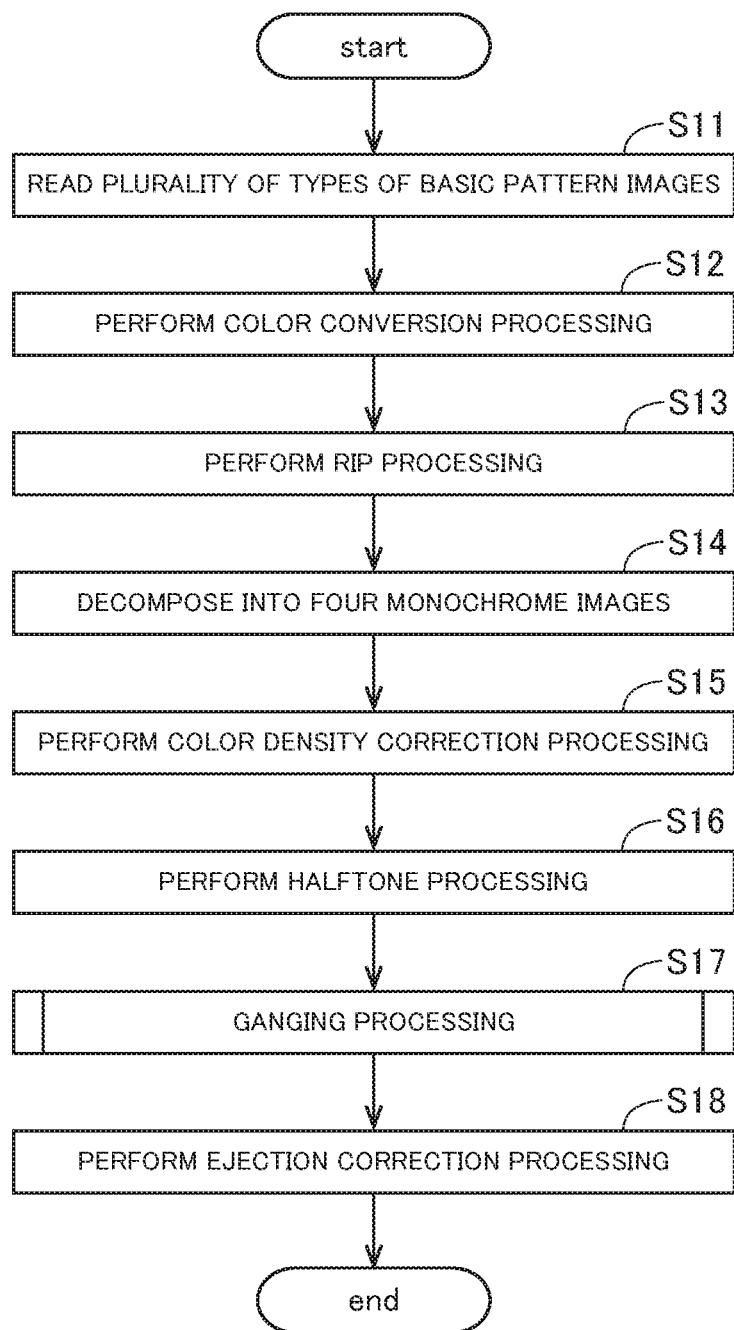 start
S11
READ PLURALITY OF TYPES OF BASIC PATTERN IMAGES
S12
PERFORM COLOR CONVERSION PROCESSING
S13
PERFORM RIP PROCESSING
S14
DECOMPOSE INTO FOUR MONOCHROME IMAGES
S15
PERFORM COLOR DENSITY CORRECTION PROCESSING
S16
PERFORM HALFTONE PROCESSING
S17
GANGING PROCESSING
S18
PERFORM EJECTION CORRECTION PROCESSING
end